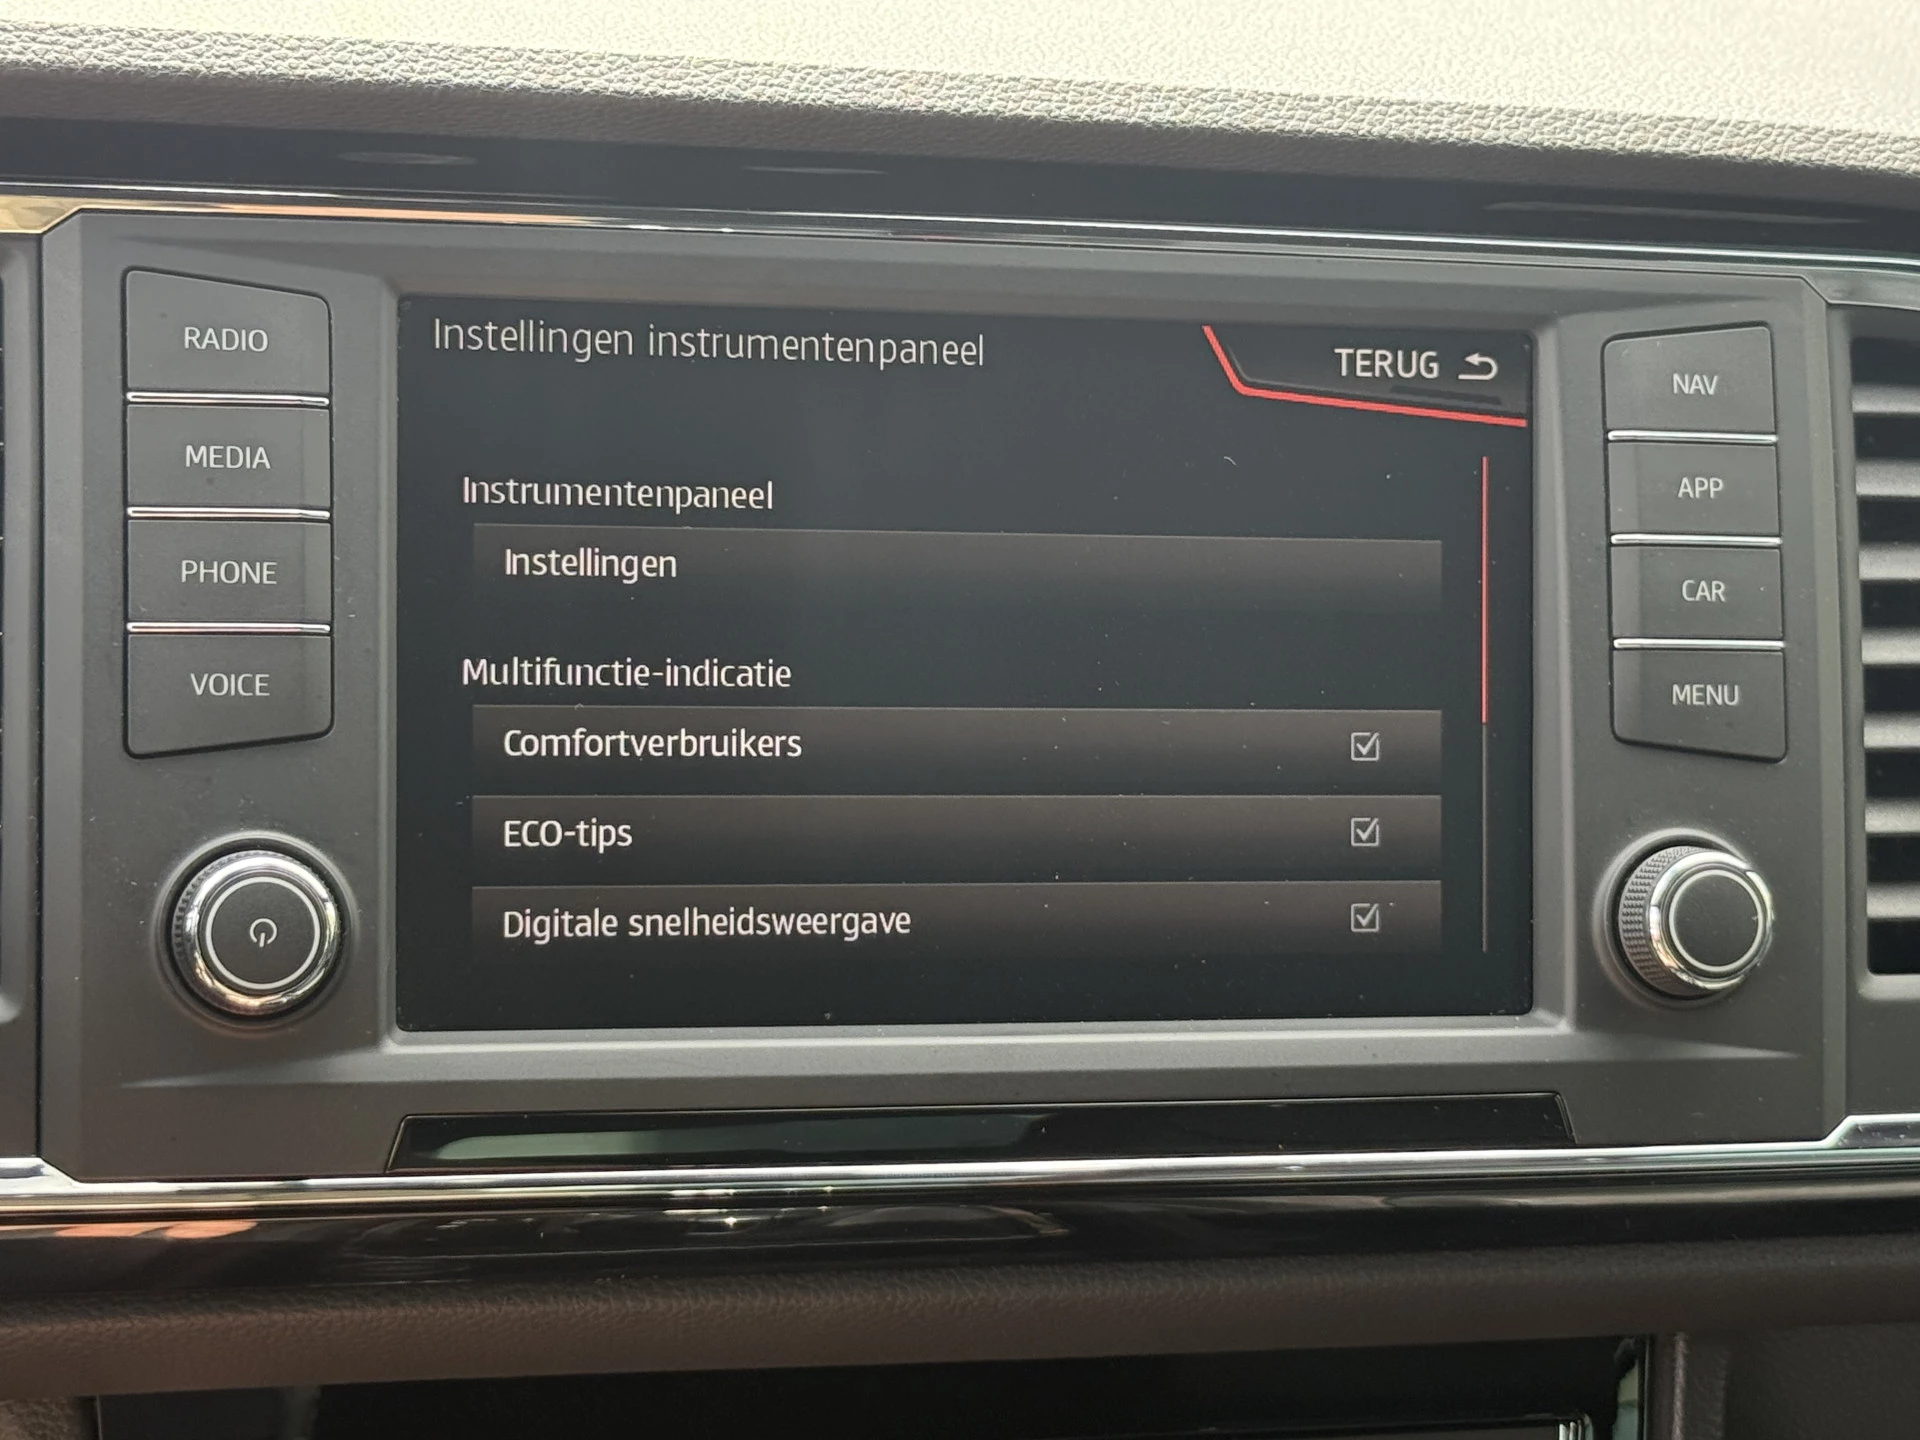 RADIO
MEDIA
PHONE
VOICE
Instellingen instrumentenpaneel
TERUG
Instrumentenpaneel
Instellingen
Multifunctie-indicatie
Comfortverbruikers
ECO-tips
Digitale snelheidsweergave
NAV
APP
CAR
MENU